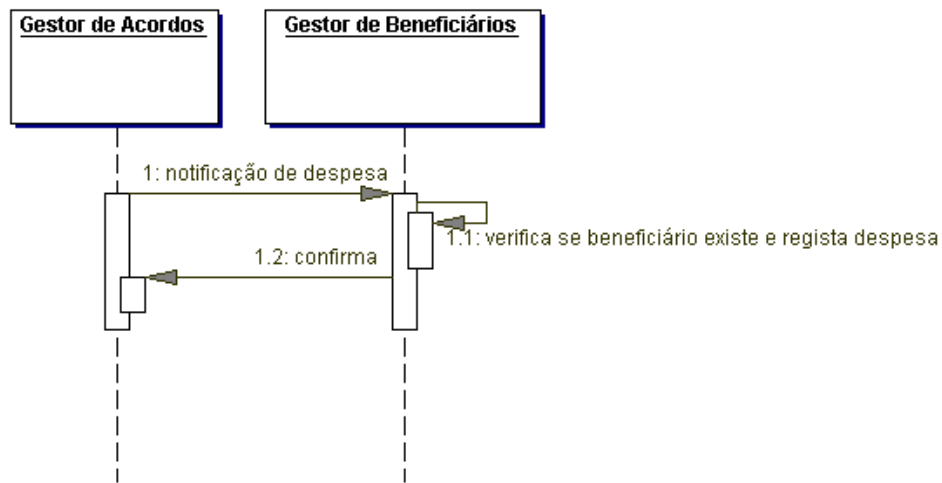 Gestor de Acordos
Gestor de Beneficiários
1: notificação de despesa
1.1: verifica se beneficiário existe e regista despesa
1.2: confirma